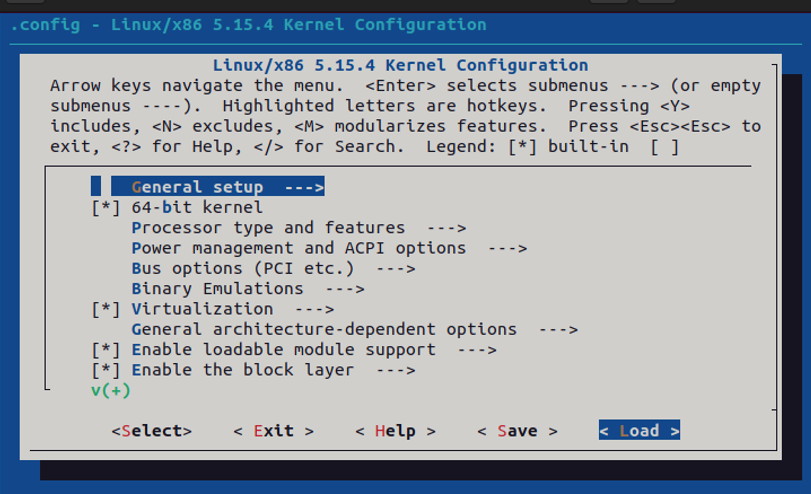 .config - Linux/x86 5.15.4 Kernel Configuration
Linux/x86 5.15.4 Kernel Configuration
Arrow keys navigate the menu.  <Enter> selects submenus ---> (or empty
submenus ----).  Highlighted letters are hotkeys.  Pressing <Y>
includes, <N> excludes, <M> modularizes features.  Press <Esc><Esc> to
exit, <?> for Help, </> for Search.  Legend: [*] built-in  [ ]
General setup  --->
[*] 64-bit kernel
Processor type and features  --->
Power management and ACPI options  --->
Bus options (PCI etc.)  --->
Binary Emulations  --->
[*] Virtualization  --->
General architecture-dependent options  --->
[*] Enable loadable module support  --->
[*] Enable the block layer  --->
v(+)
<Select>    < Exit >    < Help >    < Save >    < Load >